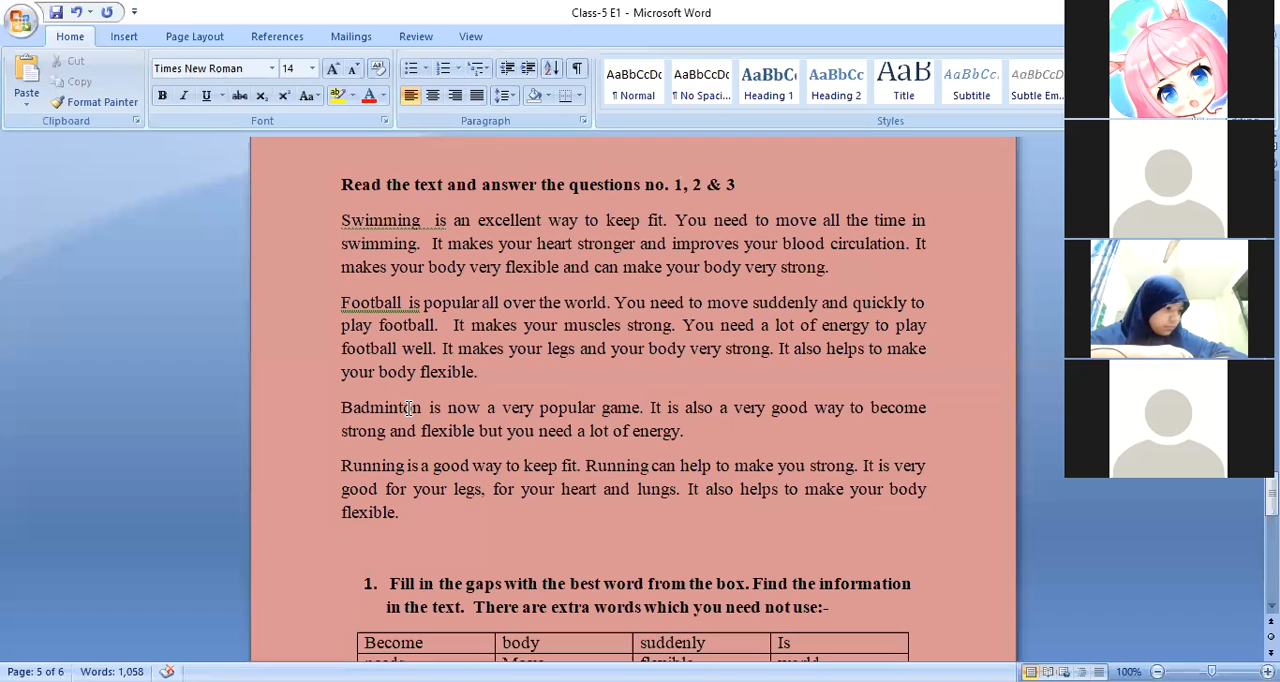 Class-5 E1 - Microsoft Word
Home Insert Page Layout References Mailings Review View
Paste
Cut
Copy
Format Painter
Clipboard
Times New Roman 14
Font
Paragraph
AaBbCcDc AaBbCcDc AaBbC AaBbCc AaB AaBbCc. AaBbCcDc
¶ Normal ¶ No Spaci... Heading 1 Heading 2 Title Subtitle Subtle Em...
Styles
Read the text and answer the questions no. 1, 2 & 3
Swimming is an excellent way to keep fit. You need to move all the time in
swimming. It makes your heart stronger and improves your blood circulation. It
makes your body very flexible and can make your body very strong.
Football is popular all over the world. You need to move suddenly and quickly to
play football. It makes your muscles strong. You need a lot of energy to play
football well. It makes your legs and your body very strong. It also helps to make
your body flexible.
Badminton is now a very popular game. It is also a very good way to become
strong and flexible but you need a lot of energy.
Running is a good way to keep fit. Running can help to make you strong. It is very
good for your legs, for your heart and lungs. It also helps to make your body
flexible.
1. Fill in the gaps with the best word from the box. Find the information
in the text. There are extra words which you need not use:-
Become body suddenly Is
Page: 5 of 6 Words: 1,058 100%